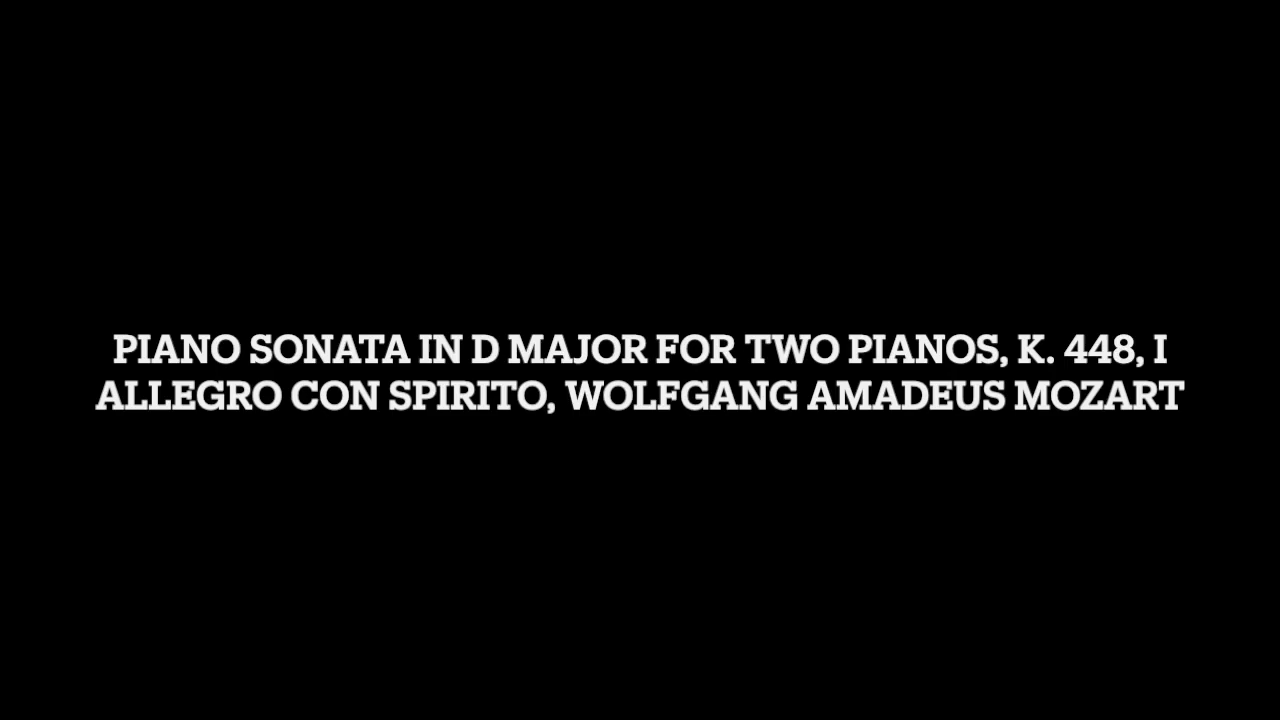 PIANO SONATA IN D MAJOR FOR TWO PIANOS, K. 448, I
ALLEGRO CON SPIRITO, WOLFGANG AMADEUS MOZART